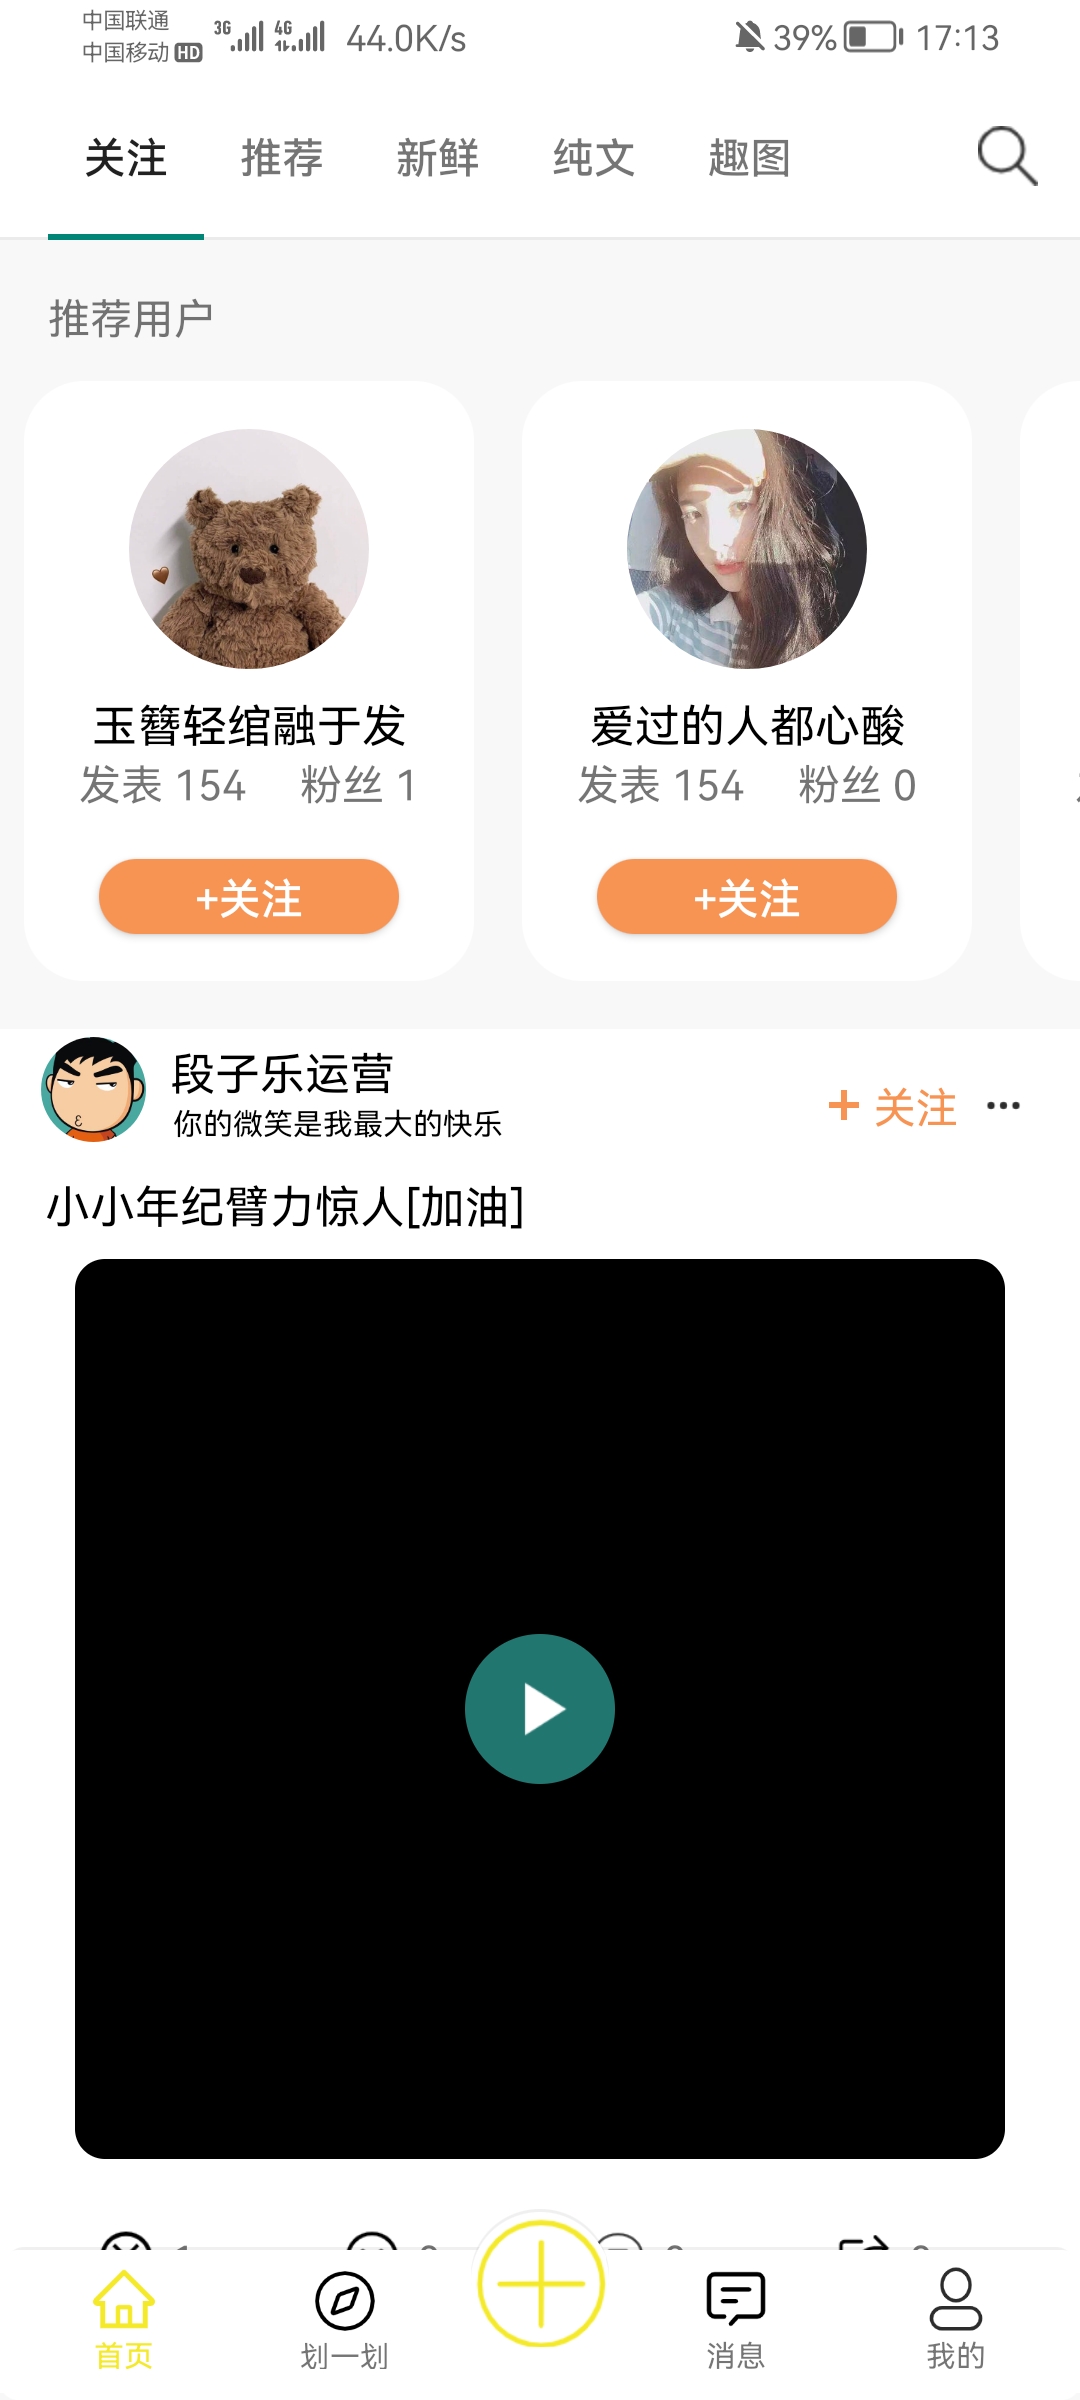 中国联通
中国移动 HD 3G 4G 44.0K/s 39% 17:13
关注 推荐 新鲜 纯文 趣图
推荐用户
玉簪轻绾融于发 爱过的人都心酸
发表 154 粉丝 1 发表 154 粉丝 0
+关注 +关注
段子乐运营
你的微笑是我最大的快乐
+ 关注
小小年纪臂力惊人[加油]
首页 划一划 消息 我的